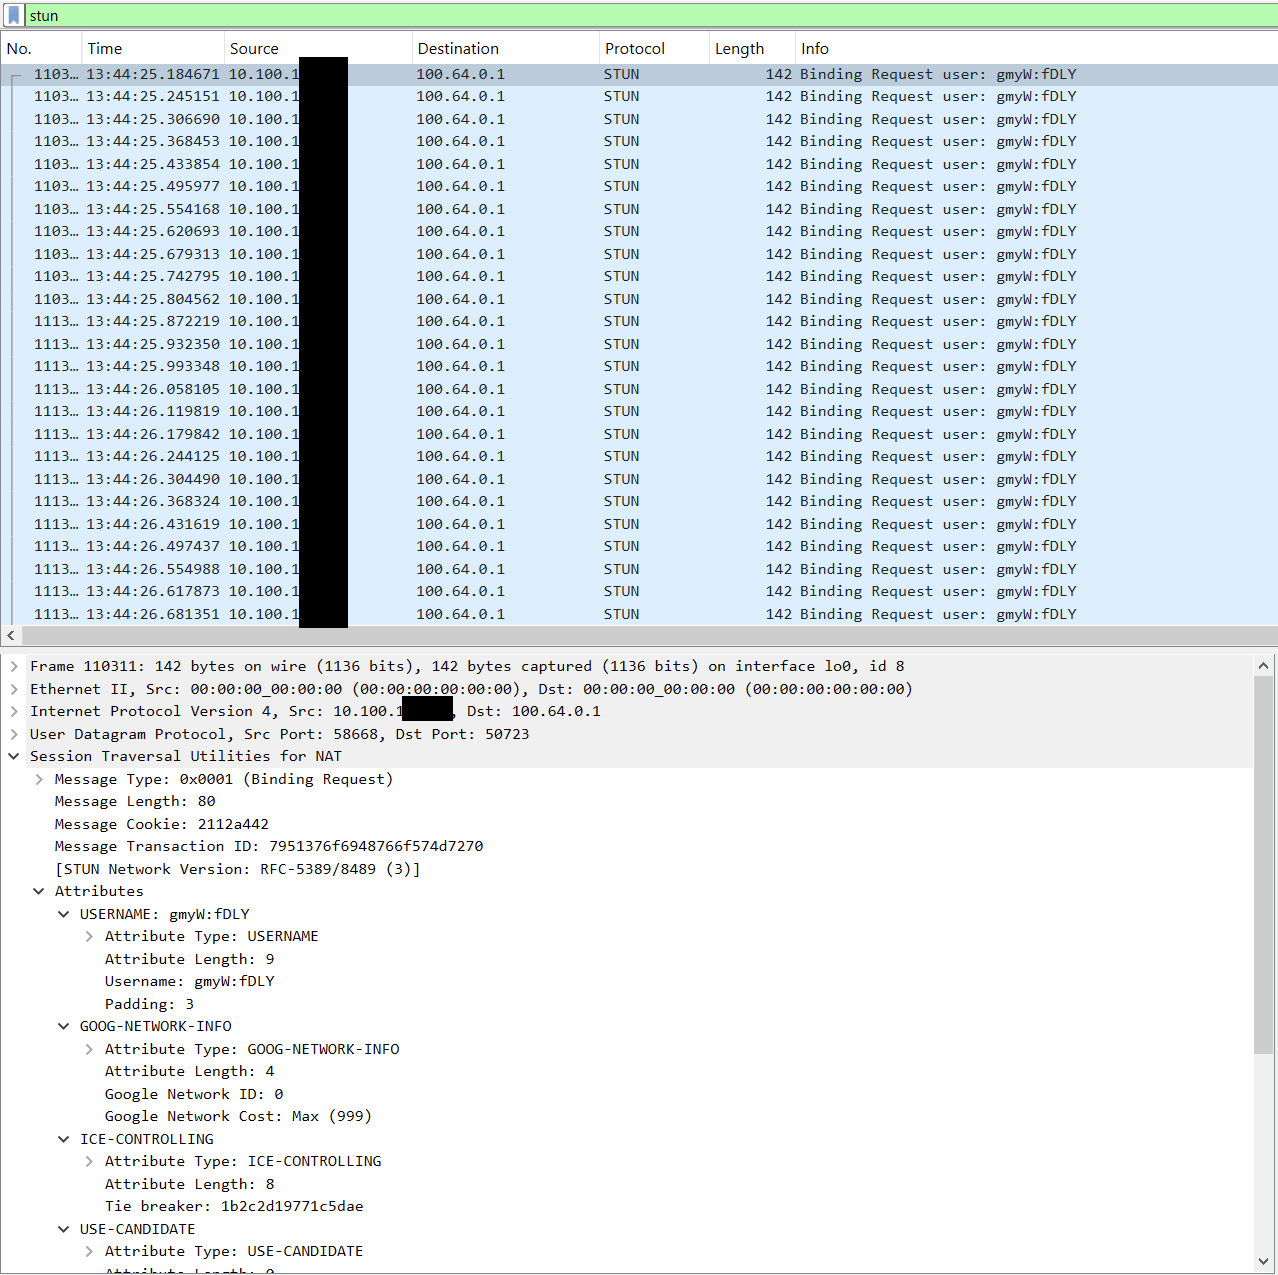 stun
No. Time Source Destination Protocol Length Info
1103… 13:44:25.184671 10.100.1 100.64.0.1 STUN 142 Binding Request user: gmyW:fDLY
1103… 13:44:25.245151 10.100.1 100.64.0.1 STUN 142 Binding Request user: gmyW:fDLY
1103… 13:44:25.306690 10.100.1 100.64.0.1 STUN 142 Binding Request user: gmyW:fDLY
1103… 13:44:25.368453 10.100.1 100.64.0.1 STUN 142 Binding Request user: gmyW:fDLY
1103… 13:44:25.433854 10.100.1 100.64.0.1 STUN 142 Binding Request user: gmyW:fDLY
1103… 13:44:25.495977 10.100.1 100.64.0.1 STUN 142 Binding Request user: gmyW:fDLY
1103… 13:44:25.554168 10.100.1 100.64.0.1 STUN 142 Binding Request user: gmyW:fDLY
1103… 13:44:25.620693 10.100.1 100.64.0.1 STUN 142 Binding Request user: gmyW:fDLY
1103… 13:44:25.679313 10.100.1 100.64.0.1 STUN 142 Binding Request user: gmyW:fDLY
1103… 13:44:25.742795 10.100.1 100.64.0.1 STUN 142 Binding Request user: gmyW:fDLY
1103… 13:44:25.804562 10.100.1 100.64.0.1 STUN 142 Binding Request user: gmyW:fDLY
1113… 13:44:25.872219 10.100.1 100.64.0.1 STUN 142 Binding Request user: gmyW:fDLY
1113… 13:44:25.932350 10.100.1 100.64.0.1 STUN 142 Binding Request user: gmyW:fDLY
1113… 13:44:25.993348 10.100.1 100.64.0.1 STUN 142 Binding Request user: gmyW:fDLY
1113… 13:44:26.058105 10.100.1 100.64.0.1 STUN 142 Binding Request user: gmyW:fDLY
1113… 13:44:26.119819 10.100.1 100.64.0.1 STUN 142 Binding Request user: gmyW:fDLY
1113… 13:44:26.179842 10.100.1 100.64.0.1 STUN 142 Binding Request user: gmyW:fDLY
1113… 13:44:26.244125 10.100.1 100.64.0.1 STUN 142 Binding Request user: gmyW:fDLY
1113… 13:44:26.304490 10.100.1 100.64.0.1 STUN 142 Binding Request user: gmyW:fDLY
1113… 13:44:26.368324 10.100.1 100.64.0.1 STUN 142 Binding Request user: gmyW:fDLY
1113… 13:44:26.431619 10.100.1 100.64.0.1 STUN 142 Binding Request user: gmyW:fDLY
1113… 13:44:26.497437 10.100.1 100.64.0.1 STUN 142 Binding Request user: gmyW:fDLY
1113… 13:44:26.554988 10.100.1 100.64.0.1 STUN 142 Binding Request user: gmyW:fDLY
1113… 13:44:26.617873 10.100.1 100.64.0.1 STUN 142 Binding Request user: gmyW:fDLY
1113… 13:44:26.681351 10.100.1 100.64.0.1 STUN 142 Binding Request user: gmyW:fDLY
Frame 110311: 142 bytes on wire (1136 bits), 142 bytes captured (1136 bits) on interface lo0, id 8
Ethernet II, Src: 00:00:00_00:00:00 (00:00:00:00:00:00), Dst: 00:00:00_00:00:00 (00:00:00:00:00:00)
Internet Protocol Version 4, Src: 10.100.1 , Dst: 100.64.0.1
User Datagram Protocol, Src Port: 58668, Dst Port: 50723
Session Traversal Utilities for NAT
Message Type: 0x0001 (Binding Request)
Message Length: 80
Message Cookie: 2112a442
Message Transaction ID: 7951376f6948766f574d7270
[STUN Network Version: RFC-5389/8489 (3)]
Attributes
USERNAME: gmyW:fDLY
Attribute Type: USERNAME
Attribute Length: 9
Username: gmyW:fDLY
Padding: 3
GOOG-NETWORK-INFO
Attribute Type: GOOG-NETWORK-INFO
Attribute Length: 4
Google Network ID: 0
Google Network Cost: Max (999)
ICE-CONTROLLING
Attribute Type: ICE-CONTROLLING
Attribute Length: 8
Tie breaker: 1b2c2d19771c5dae
USE-CANDIDATE
Attribute Type: USE-CANDIDATE